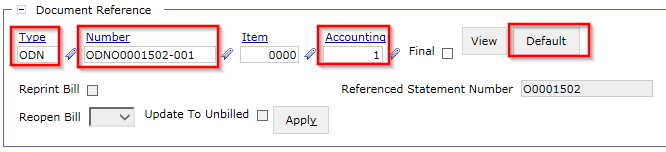 Document Reference
Type Number Item Accounting
ODN ODNO0001502-001 0000 1 Final View Default
Reprint Bill Referenced Statement Number O0001502
Reopen Bill Update To Unbilled Apply